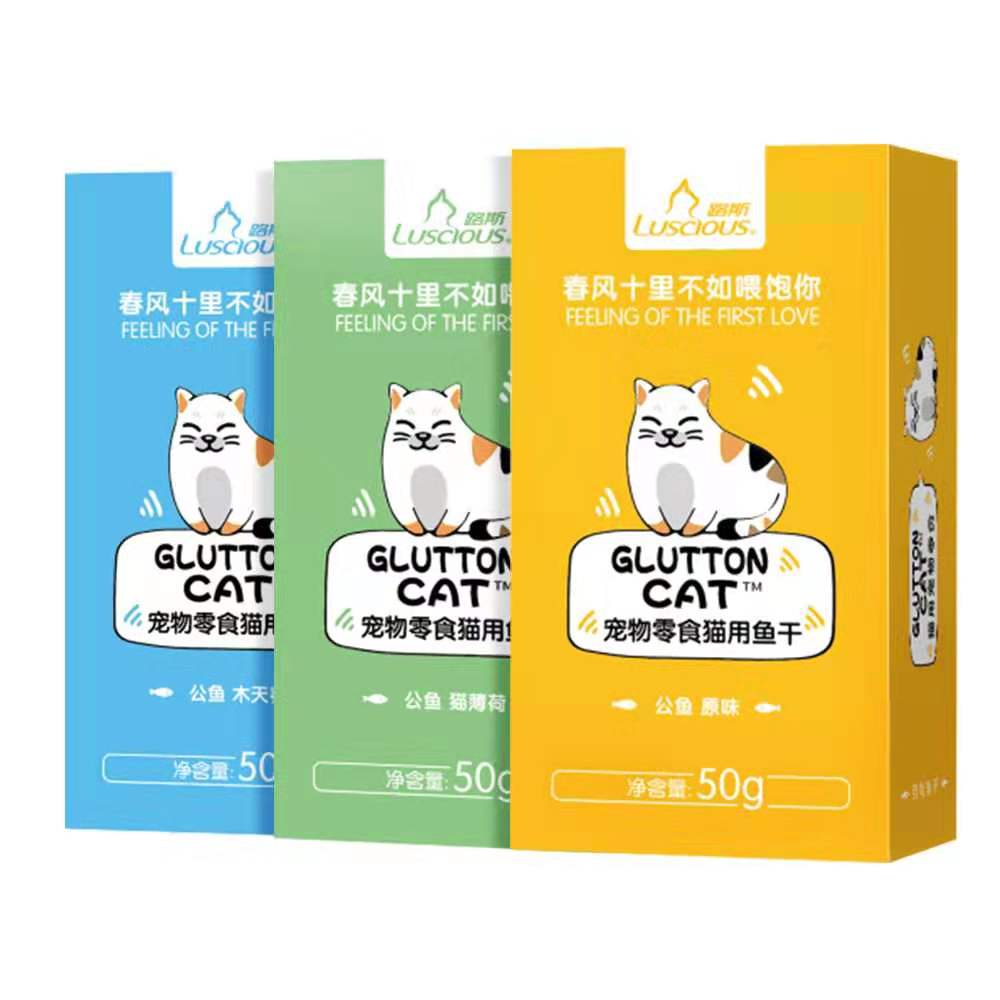 路斯
LUSCIOUS
春风十里不如
FEELING OF THE F
GLUTTON
CAT
宠物零食猫用
公鱼 木天
净含量:50
路斯
LUSCIOUS
春风十里不如喂
FEELING OF THE FIRS
GLUTTON
CAT™
宠物零食猫用鱼
公鱼 猫薄荷
净含量:50g
路斯
LUSCIOUS®
春风十里不如喂饱你
FEELING OF THE FIRST LOVE
GLUTTON
CAT™
宠物零食猫用鱼干
公鱼 原味
净含量:50g
GLUTTON
CAT